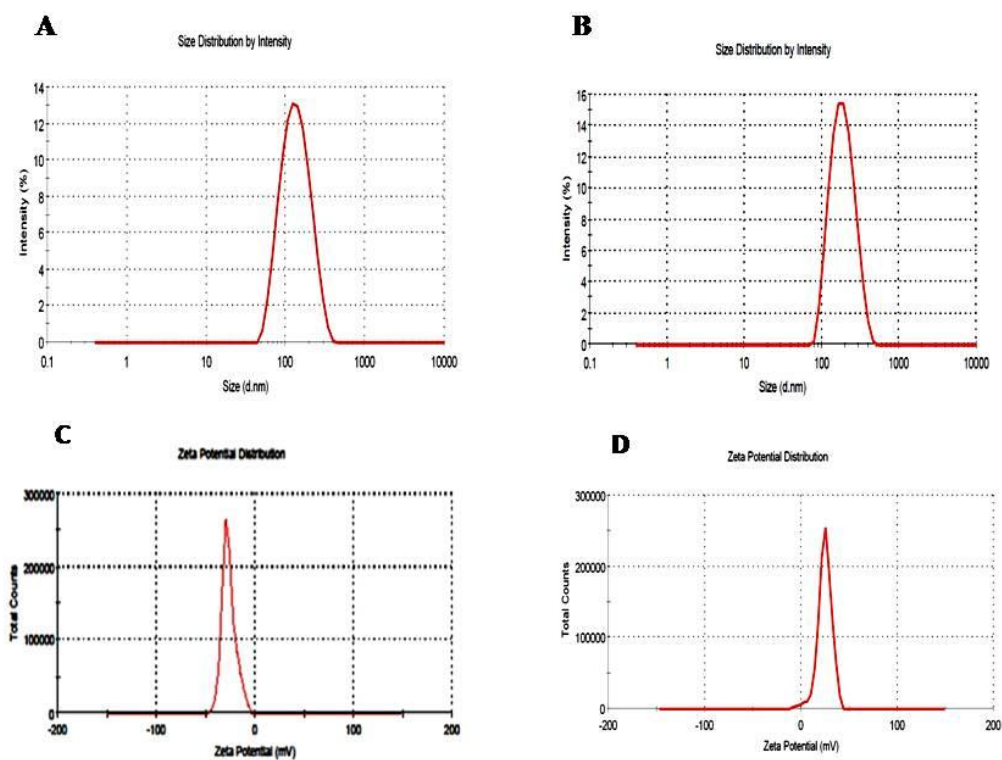 A
Size Distribution by Intensity
14
12
10
8
6
4
2
0
Intensity (%)
0.1 1 10 100 1000 10000
Size (d.nm)
B
Size Distribution by Intensity
16
14
12
10
8
6
4
2
0
Intensity (%)
0.1 1 10 100 1000 10000
Size (d.nm)
C
Zeta Potential Distribution
300000
200000
100000
0
Total Counts
-200 -100 0 100 200
Zeta Potential (mV)
D
Zeta Potential Distribution
300000
200000
100000
0
Total Counts
-200 -100 0 100 200
Zeta Potential (mV)